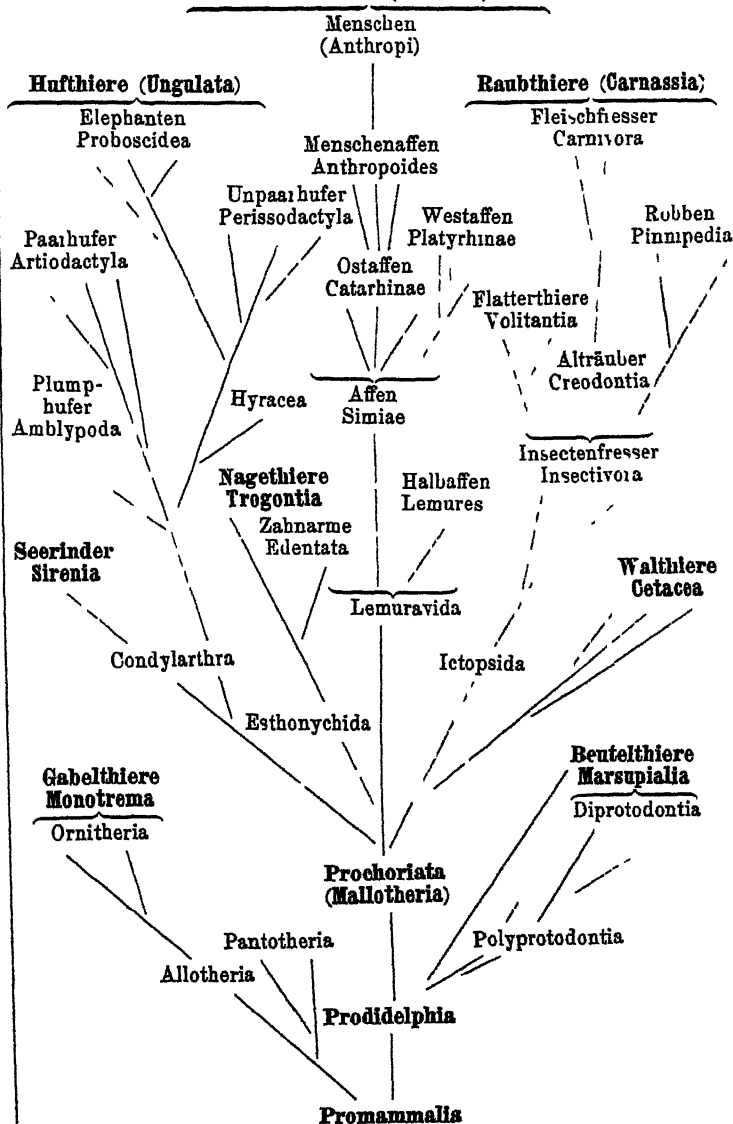 Menschen
(Anthropi)
Hufthiere (Ungulata)
Raubthiere (Carnassia)
Elephanten
Proboscidea
Fleischfresser
Carnivora
Menschenaffen
Anthropoides
Unpaarhufer
Perissodactyla
Westaffen
Platyrhinae
Robben
Pinnipedia
Paarhufer
Artiodactyla
Ostaffen
Catarhinae
Flatterthiere
Volitantia
Alträuber
Creodontia
Plump-
hufer
Amblypoda
Hyracea
Affen
Simiae
Insectenfresser
Insectivora
Nagethiere
Trogontia
Halbaffen
Lemures
Zahnarme
Edentata
Seerinder
Sirenia
Walthiere
Cetacea
Lemuravida
Condylarthra
Ictopsida
Esthonychida
Beutelthiere
Marsupialia
Gabelthiere
Monotrema
Diprotodontia
Ornitheria
Prochoriata
(Mallotheria)
Pantotheria
Polyprotodontia
Allotheria
Prodidelphia
Promammalia